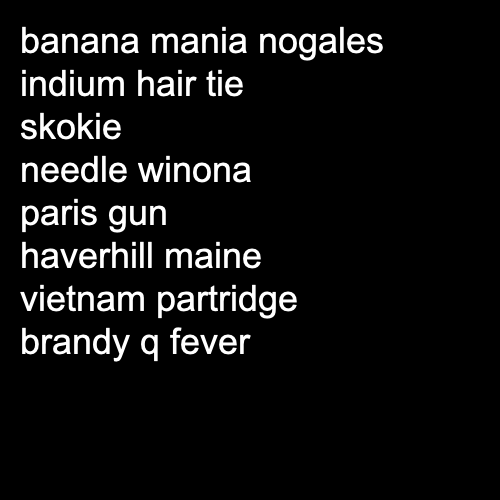 banana mania nogales
indium hair tie
skokie
needle winona
paris gun
haverhill maine
vietnam partridge
brandy q fever